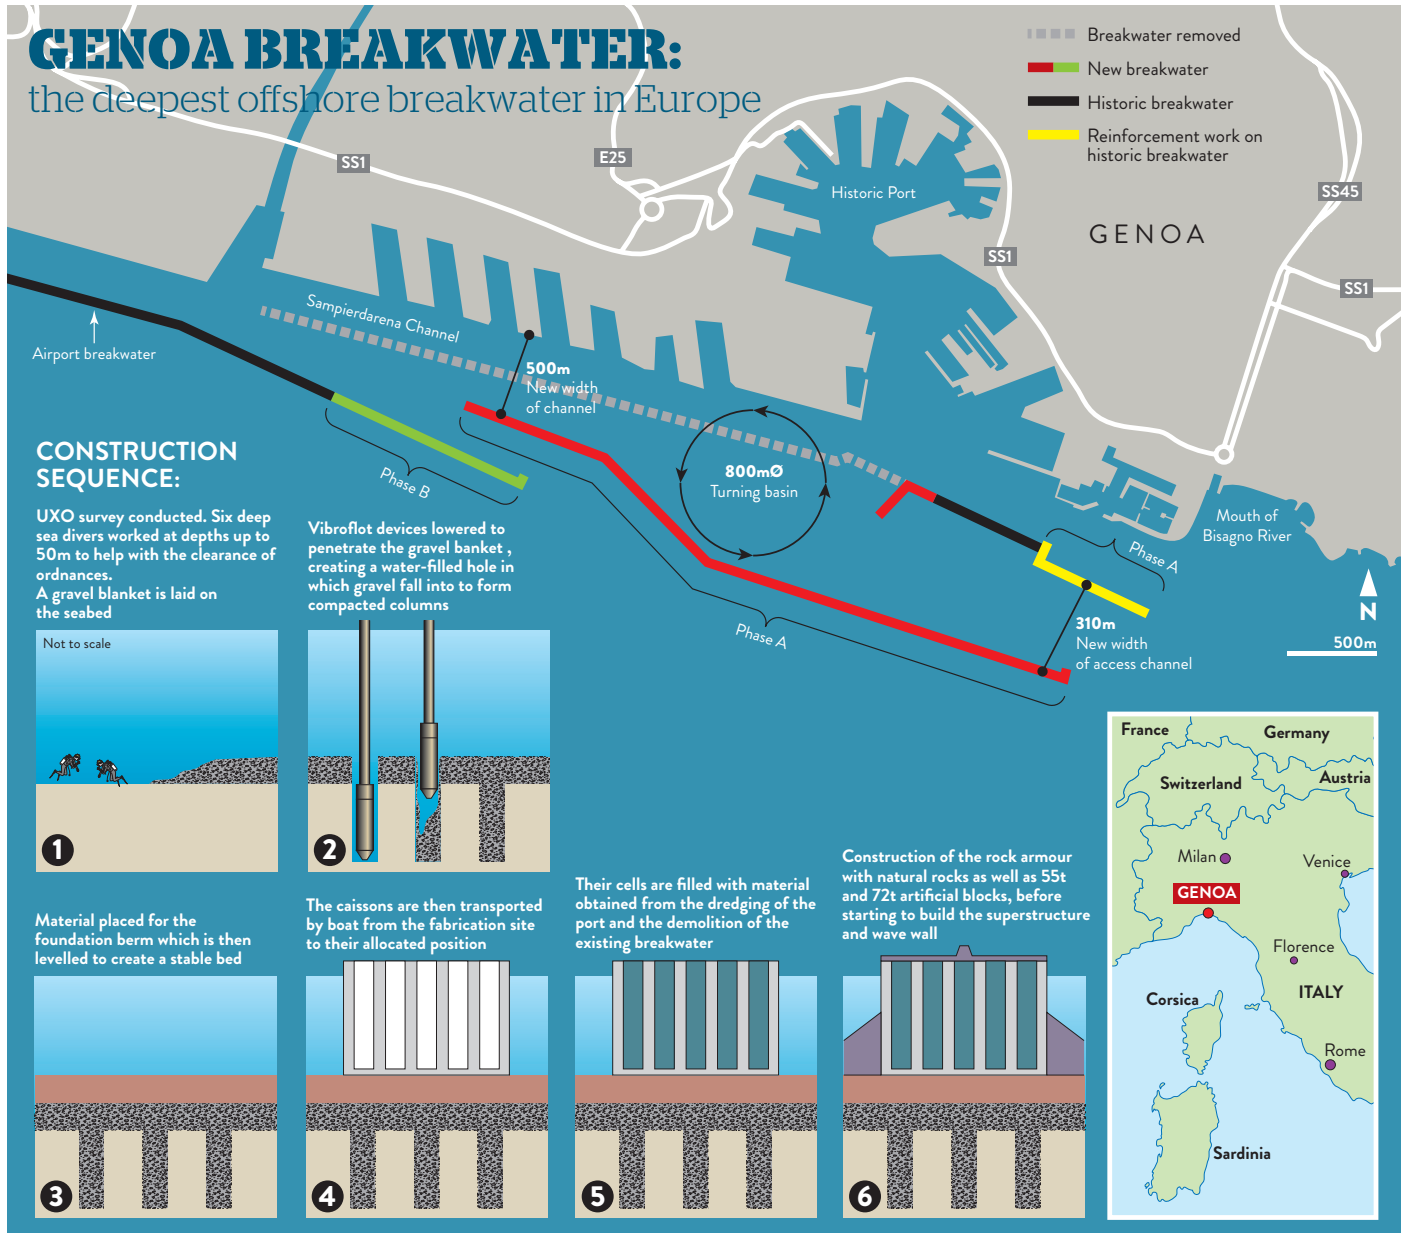 GENOA BREAKWATER:
the deepest offshore breakwater in Europe
Breakwater removed
New breakwater
Historic breakwater
Reinforcement work on
historic breakwater
SS1
E25
Historic Port
SS45
GENOA
SS1
SS1
Sampierdarena Channel
Airport breakwater
500m
New width
of channel
800mØ
Turning basin
Phase B
Mouth of
Bisagno River
Phase A
N
500m
310m
New width
of access channel
Phase A
CONSTRUCTION
SEQUENCE:
UXO survey conducted. Six deep
sea divers worked at depths up to
50m to help with the clearance of
ordnances.
A gravel blanket is laid on
the seabed
Not to scale
1
Vibroflot devices lowered to
penetrate the gravel banket ,
creating a water-filled hole in
which gravel fall into to form
compacted columns
2
Material placed for the
foundation berm which is then
levelled to create a stable bed
3
The caissons are then transported
by boat from the fabrication site
to their allocated position
4
Their cells are filled with material
obtained from the dredging of the
port and the demolition of the
existing breakwater
5
Construction of the rock armour
with natural rocks as well as 55t
and 72t artificial blocks, before
starting to build the superstructure
and wave wall
6
France
Germany
Switzerland
Austria
Milan
Venice
GENOA
Florence
Corsica
ITALY
Rome
Sardinia